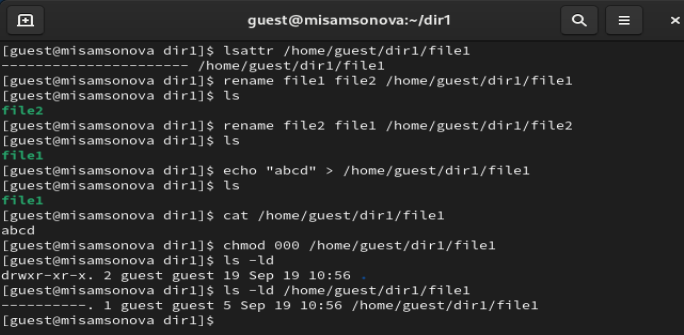 guest@misamsonova:~/dir1
[guest@misamsonova dir1]$ lsattr /home/guest/dir1/file1
---------------------- /home/guest/dir1/file1
[guest@misamsonova dir1]$ rename file1 file2 /home/guest/dir1/file1
[guest@misamsonova dir1]$ ls
file2
[guest@misamsonova dir1]$ rename file2 file1 /home/guest/dir1/file2
[guest@misamsonova dir1]$ ls
file1
[guest@misamsonova dir1]$ echo "abcd" > /home/guest/dir1/file1
[guest@misamsonova dir1]$ ls
file1
[guest@misamsonova dir1]$ cat /home/guest/dir1/file1
abcd
[guest@misamsonova dir1]$ chmod 000 /home/guest/dir1/file1
[guest@misamsonova dir1]$ ls -ld
drwxr-xr-x. 2 guest guest 19 Sep 19 10:56 .
[guest@misamsonova dir1]$ ls -ld /home/guest/dir1/file1
----------. 1 guest guest 5 Sep 19 10:56 /home/guest/dir1/file1
[guest@misamsonova dir1]$